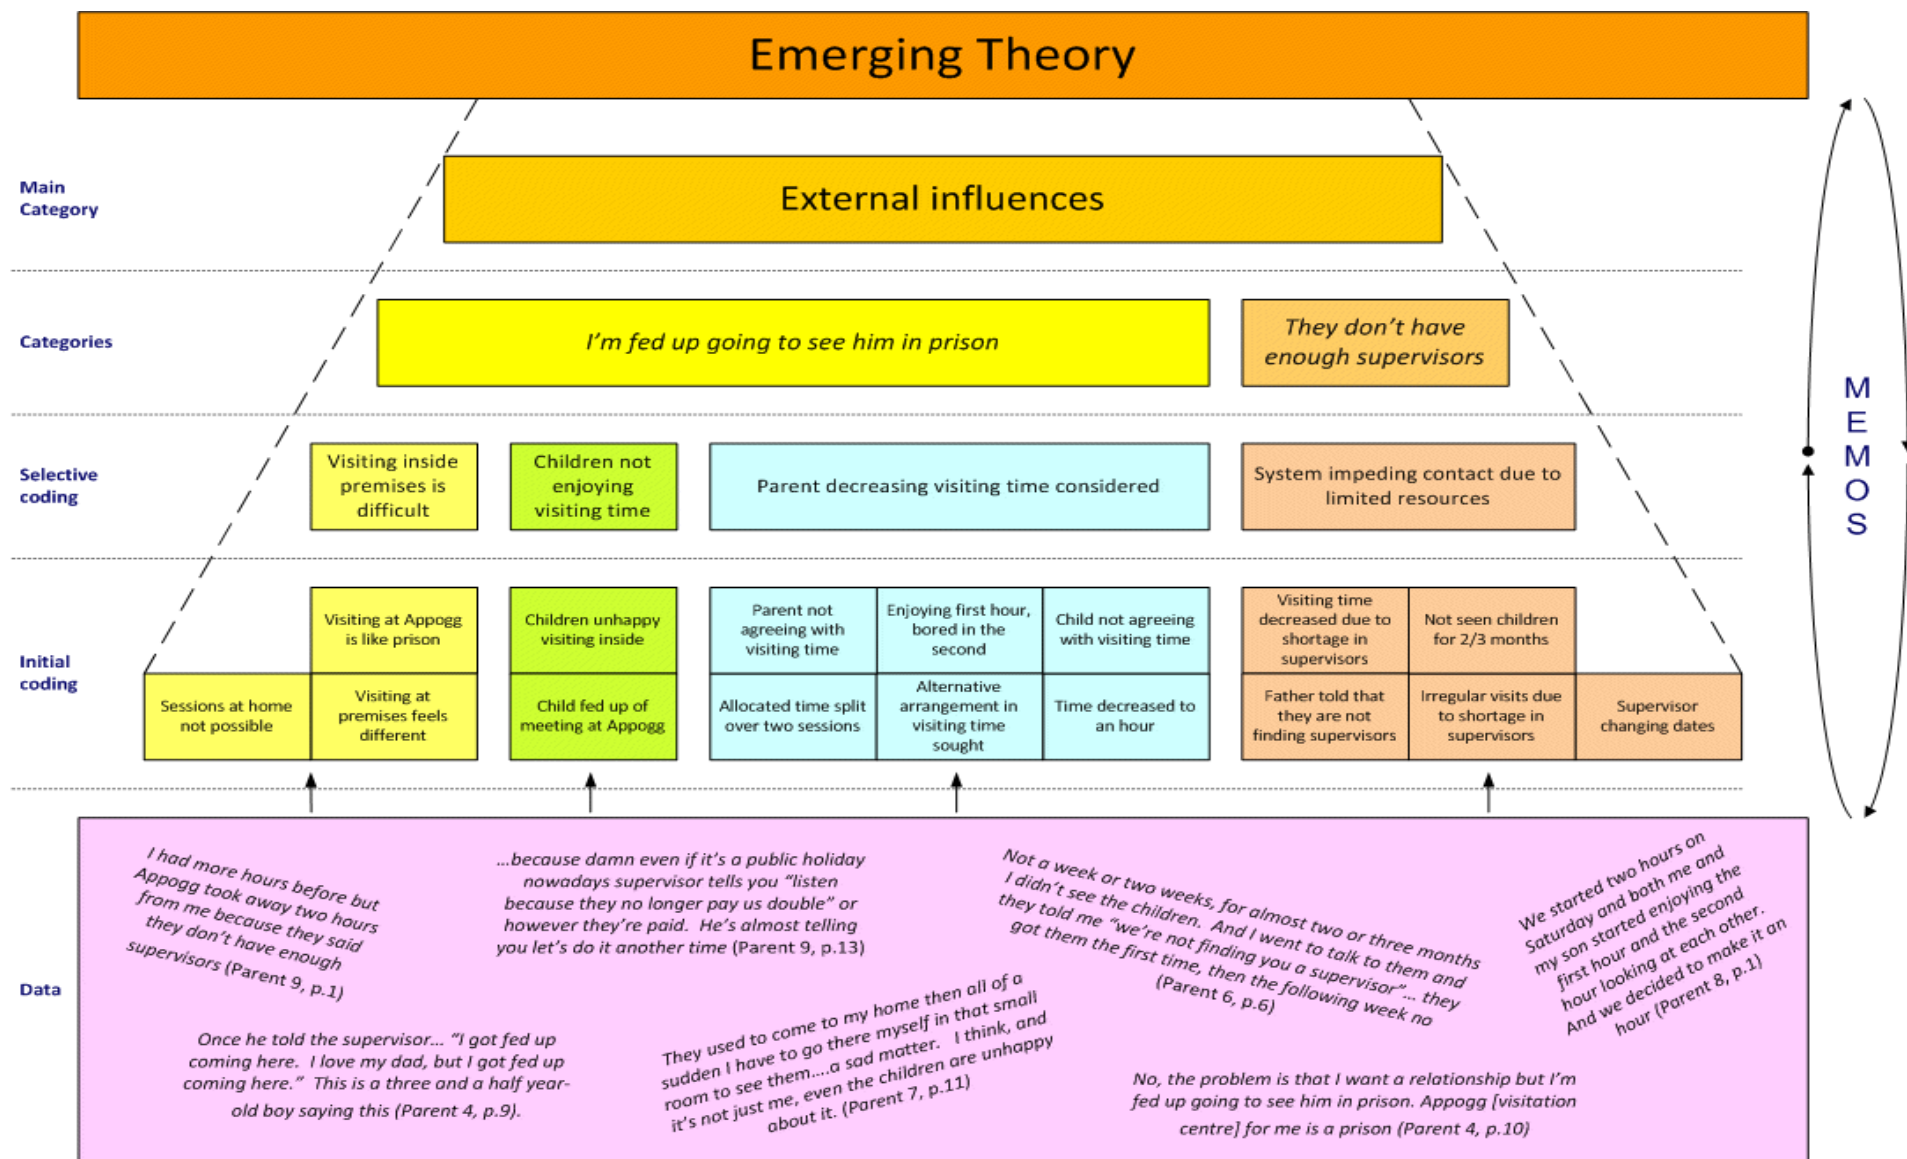 Emerging Theory
Main
Category
External influences
Categories
I'm fed up going to see him in prison
They don't have
enough supervisors
Selective
coding
Visiting inside
premises is
difficult
Children not
enjoying
visiting time
Parent decreasing visiting time considered
System impeding contact due to
limited resources
Initial
coding
Visiting at Appogg
is like prison
Children unhappy
visiting inside
Parent not
agreeing with
visiting time
Enjoying first hour,
bored in the
second
Child not agreeing
with visiting time
Visiting time
decreased due to
shortage in
supervisors
Not seen children
for 2/3 months
Sessions at home
not possible
Visiting at
premises feels
different
Child fed up of
meeting at Appogg
Allocated time split
over two sessions
Alternative
arrangement in
visiting time
sought
Time decreased to
an hour
Father told that
they are not
finding supervisors
Irregular visits due
to shortage in
supervisors
Supervisor
changing dates
MEMOS
Data
I had more hours before but
Appogg took away two hours
from me because they said
they don't have enough
supervisors (Parent 9, p.1)
...because damn even if it's a public holiday
nowadays supervisor tells you "listen
because they no longer pay us double" or
however they're paid. He's almost telling
you let's do it another time (Parent 9, p.13)
Not a week or two weeks, for almost two or three months
I didn't see the children. And I went to talk to them and
they told me "we're not finding you a supervisor"... they
got them the first time, then the following week no
(Parent 6, p.6)
We started two hours on
Saturday and both me and
my son started enjoying the
first hour and the second
hour looking at each other.
And we decided to make it an
hour (Parent 8, p.1)
Once he told the supervisor... "I got fed up
coming here. I love my dad, but I got fed up
coming here." This is a three and a half year-
old boy saying this (Parent 4, p.9).
They used to come to my home then all of a
sudden I have to go there myself in that small
room to see them....a sad matter. I think, and
it's not just me, even the children are unhappy
about it. (Parent 7, p.11)
No, the problem is that I want a relationship but I'm
fed up going to see him in prison. Appogg [visitation
centre] for me is a prison (Parent 4, p.10)